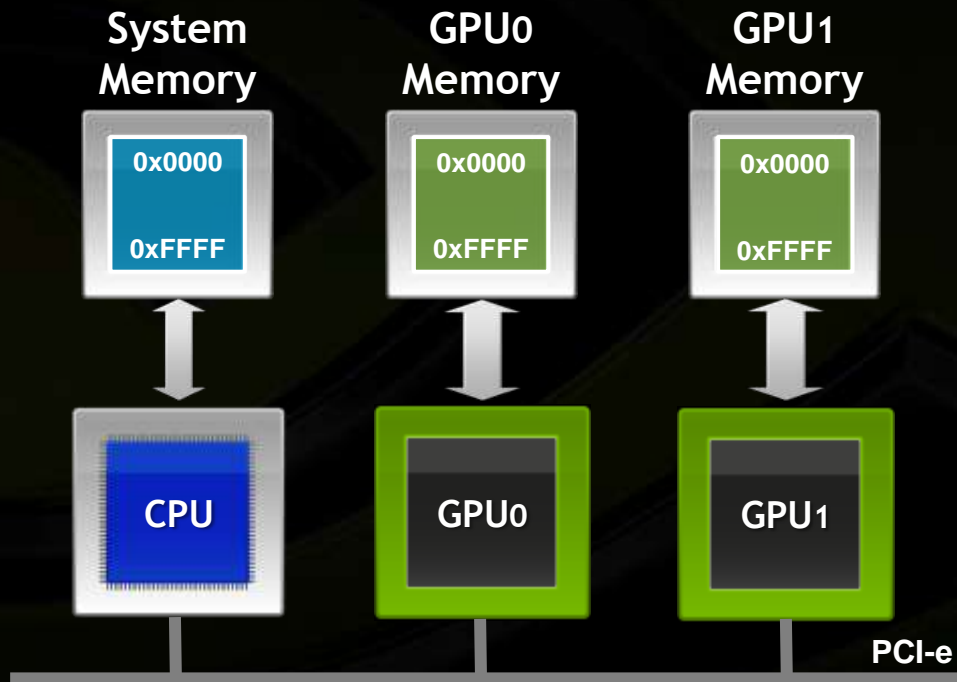 System
Memory
GPU0
Memory
GPU1
Memory
0x0000
0xFFFF
0x0000
0xFFFF
0x0000
0xFFFF
CPU
GPU0
GPU1
PCI-e